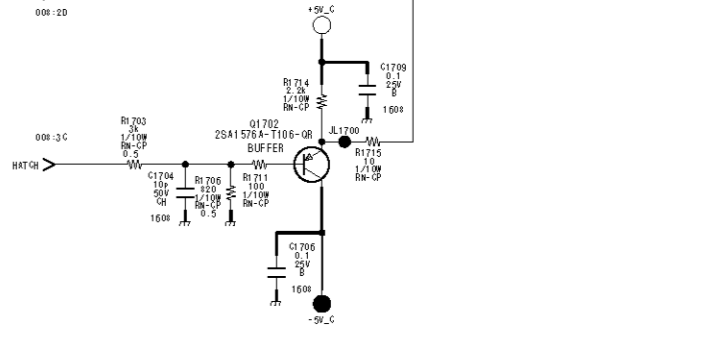 008:2D
+5V_C
C1709
0.1
25V
B
1608
R1714
2.2k
1/10W
RN-CP
Q1702
2SA1576A-T106-QR
BUFFER
JL1700
R1715
10
1/10W
RN-CP
R1703
3k
1/10W
RN-CP
0.5
008:3C
HATCH
C1704
10p
50V
CH
1608
R1706
820
1/10W
RN-CP
0.5
R1711
100
1/10W
RN-CP
C1706
0.1
25V
B
1608
-5V_C